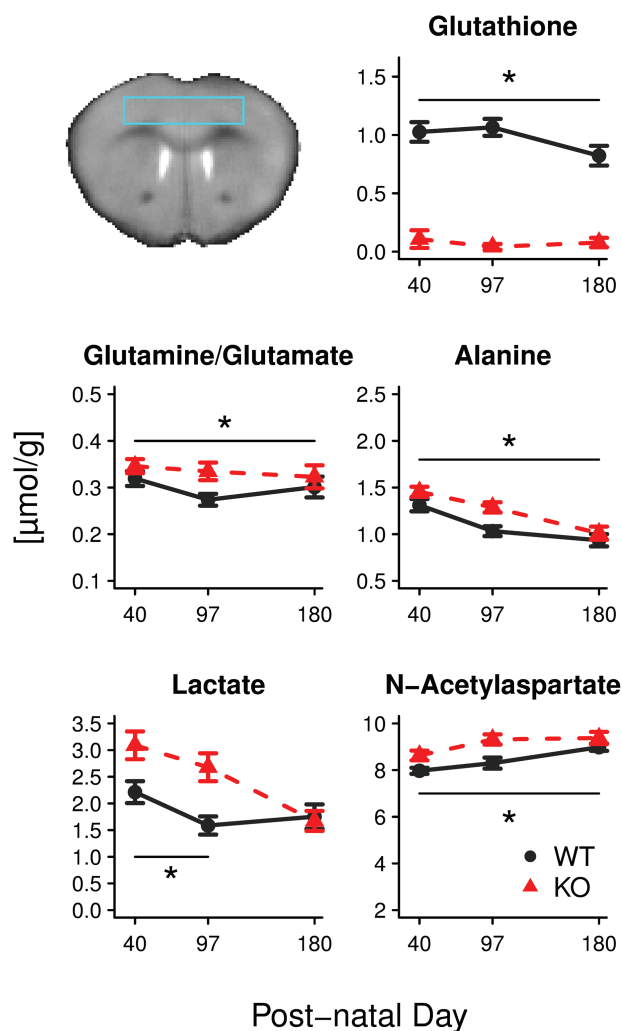 Glutathione
*
1.5
1.0
0.5
0.0
40 97 180
Glutamine/Glutamate
*
0.5
0.4
0.3
0.2
0.1
40 97 180
Alanine
*
2.5
2.0
1.5
1.0
0.5
40 97 180
[µmol/g]
Lactate
*
3.5
3.0
2.5
2.0
1.5
1.0
0.5
0.0
40 97 180
N−Acetylaspartate
*
10
8
6
4
2
WT
KO
40 97 180
Post−natal Day